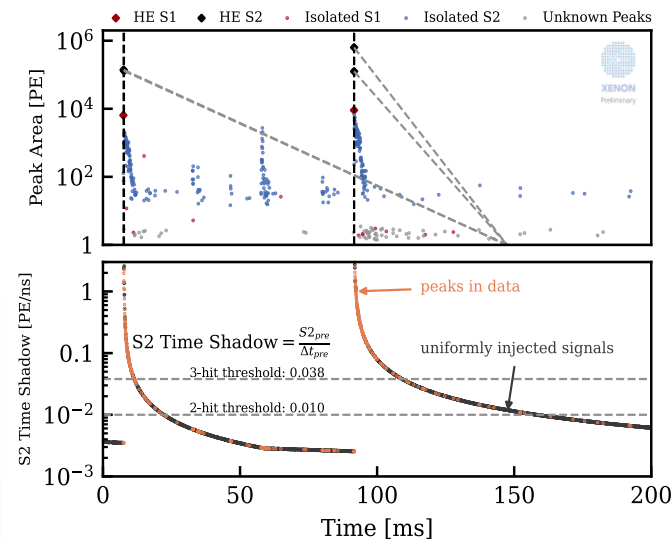 HE S1 HE S2 Isolated S1 Isolated S2 Unknown Peaks
10^6
10^4
10^2
1
Peak Area [PE]
XENON
Preliminary
1
0.1
10^−2
10^−3
S2 Time Shadow [PE/ns]
peaks in data
S2 Time Shadow = S2_pre / Δt_pre
uniformly injected signals
3-hit threshold: 0.038
2-hit threshold: 0.010
0 50 100 150 200
Time [ms]